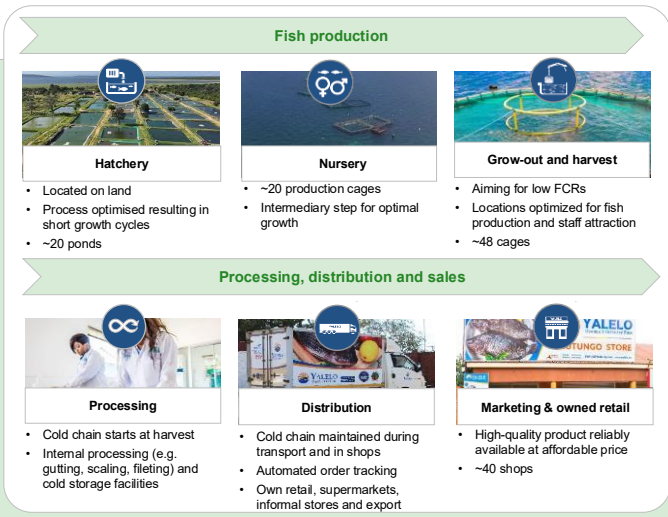 Fish production
Hatchery
• Located on land
• Process optimised resulting in
short growth cycles
• ~20 ponds
Nursery
• ~20 production cages
• Intermediary step for optimal
growth
Grow-out and harvest
• Aiming for low FCRs
• Locations optimized for fish
production and staff attraction
• ~48 cages
Processing, distribution and sales
Processing
• Cold chain starts at harvest
• Internal processing (e.g.
gutting, scaling, fileting) and
cold storage facilities
YALELO
Distribution
• Cold chain maintained during
transport and in shops
• Automated order tracking
• Own retail, supermarkets,
informal stores and export
YALELO
OTUNGO STORE
Marketing & owned retail
• High-quality product reliably
available at affordable price
• ~40 shops